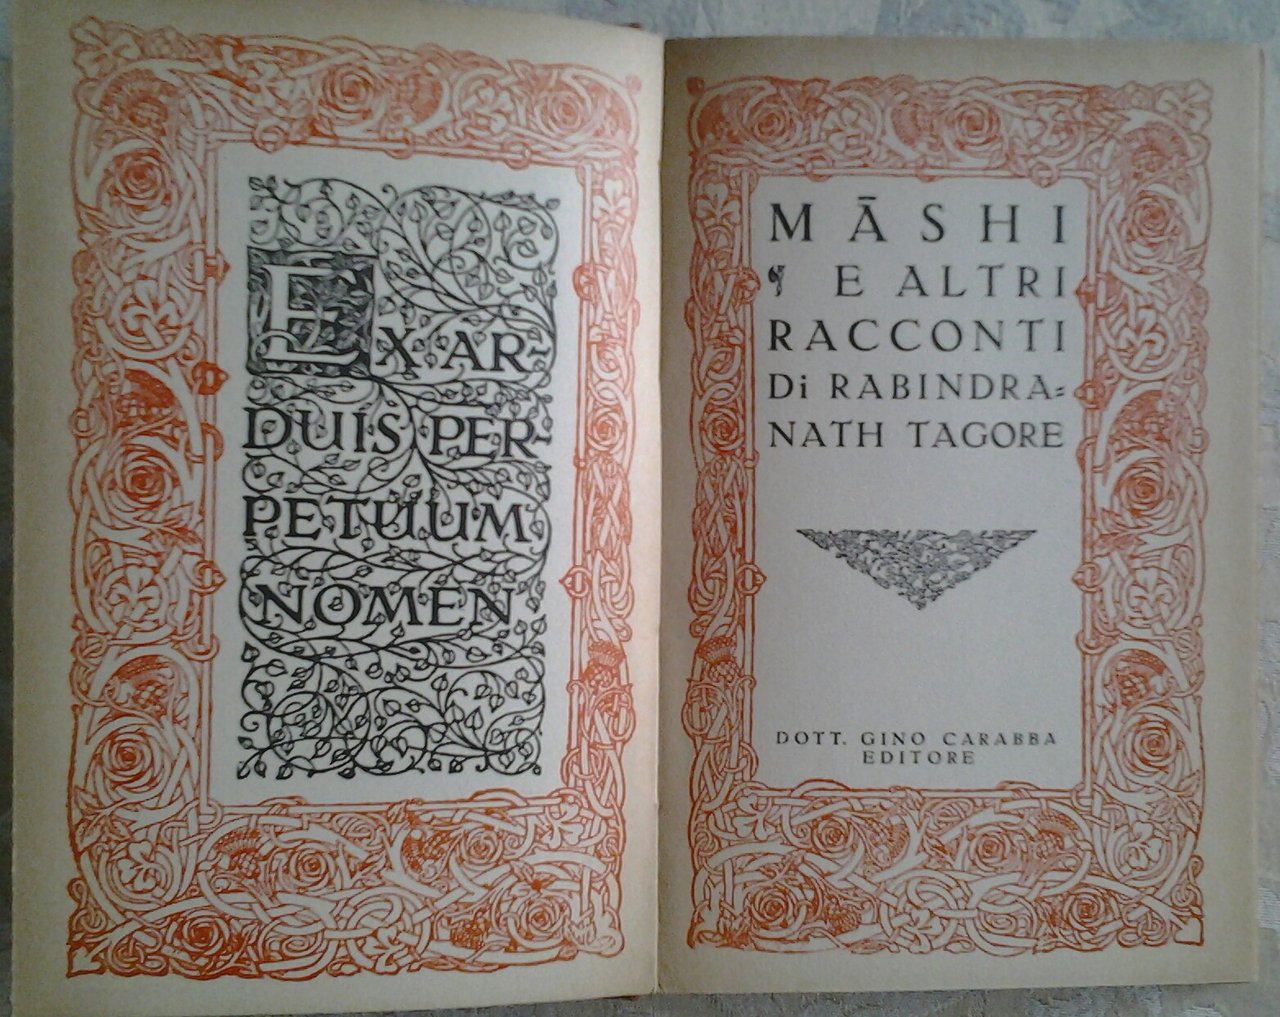 EX AR-
DUIS PER-
PETUUM
NOMEN
MĀSHI
¶ E ALTRI
RACCONTI
Di RABINDRA=
NATH TAGORE
DOTT. GINO CARABBA
EDITORE